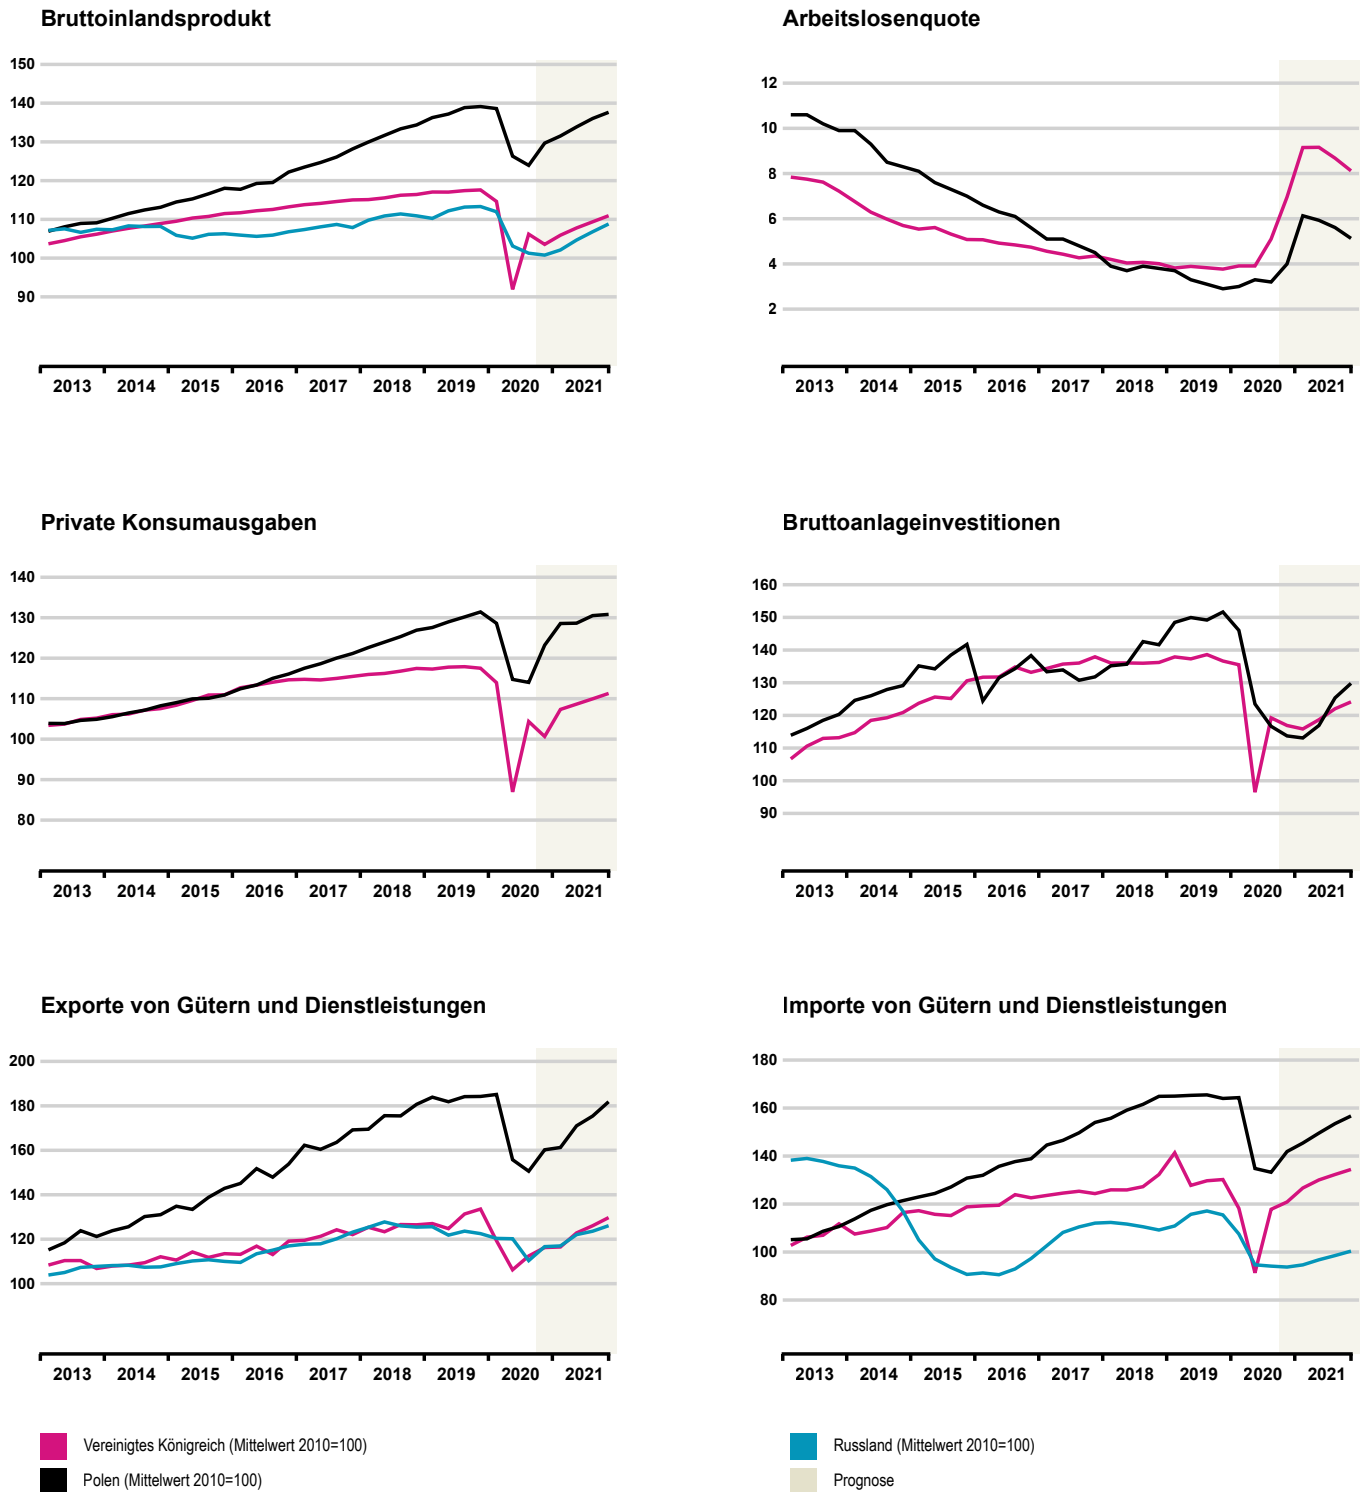 Bruttoinlandsprodukt
150
140
130
120
110
100
90
2013 2014 2015 2016 2017 2018 2019 2020 2021
Arbeitslosenquote
12
10
8
6
4
2
2013 2014 2015 2016 2017 2018 2019 2020 2021
Private Konsumausgaben
140
130
120
110
100
90
80
2013 2014 2015 2016 2017 2018 2019 2020 2021
Bruttoanlageinvestitionen
160
150
140
130
120
110
100
90
2013 2014 2015 2016 2017 2018 2019 2020 2021
Exporte von Gütern und Dienstleistungen
200
180
160
140
120
100
2013 2014 2015 2016 2017 2018 2019 2020 2021
Importe von Gütern und Dienstleistungen
180
160
140
120
100
80
2013 2014 2015 2016 2017 2018 2019 2020 2021
Vereinigtes Königreich (Mittelwert 2010=100)
Polen (Mittelwert 2010=100)
Russland (Mittelwert 2010=100)
Prognose